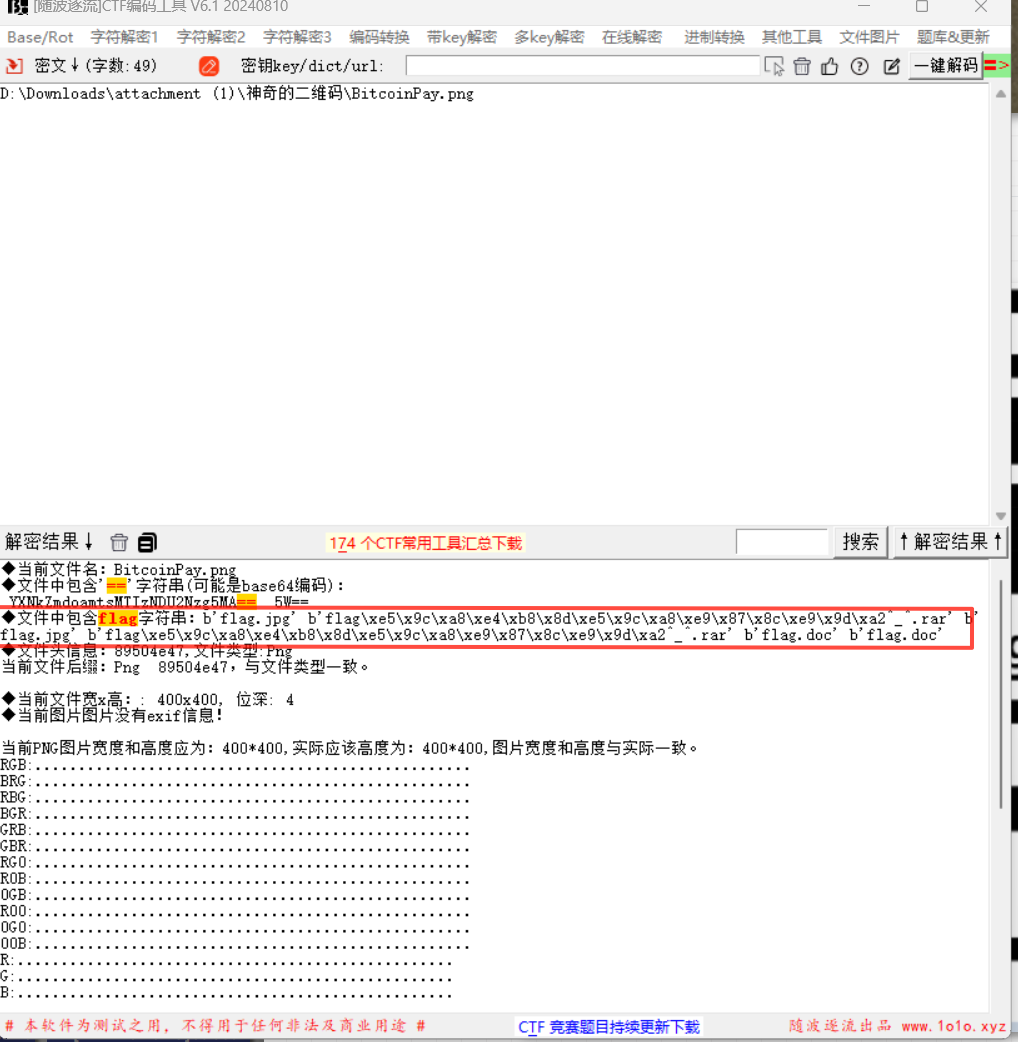 [随波逐流]CTF编码工具 V6.1 20240810
Base/Rot 字符解密1 字符解密2 字符解密3 编码转换 带key解密 多key解密 在线解密 进制转换 其他工具 文件图片 题库&更新
密文↓(字数:49) 密钥key/dict/url: 一键解码 =>
D:\Downloads\attachment (1)\神奇的二维码\BitcoinPay.png
解密结果↓ 174 个CTF常用工具汇总下载 搜索 ↑解密结果↑
◆当前文件名：BitcoinPay.png
◆文件中包含'=='字符串(可能是base64编码)：
YXNkZmdoamtsMTIzNDU2Nzg5MA== 5W==
◆文件中包含flag字符串：b'flag.jpg' b'flag\xe5\x9c\xa8\xe4\xb8\x8d\xe5\x9c\xa8\xe9\x87\x8c\xe9\x9d\xa2^_^.rar' b'
flag.jpg' b'flag\xe5\x9c\xa8\xe4\xb8\x8d\xe5\x9c\xa8\xe9\x87\x8c\xe9\x9d\xa2^_^.rar' b'flag.doc' b'flag.doc'
◆文件头信息：89504e47,文件类型:Png
当前文件后缀：Png 89504e47，与文件类型一致。
◆当前文件宽x高：: 400x400, 位深: 4
◆当前图片图片没有exif信息!
当前PNG图片宽度和高度应为：400*400,实际应该高度为：400*400,图片宽度和高度与实际一致。
RGB:..................................................
BRG:..................................................
RBG:..................................................
BGR:..................................................
GRB:..................................................
GBR:..................................................
RG0:..................................................
R0B:..................................................
0GB:..................................................
R00:..................................................
0G0:..................................................
00B:..................................................
R:..................................................
G:..................................................
B:..................................................
# 本软件为测试之用，不得用于任何非法及商业用途 # CTF 竞赛题目持续更新下载 随波逐流出品 www.1o1o.xyz